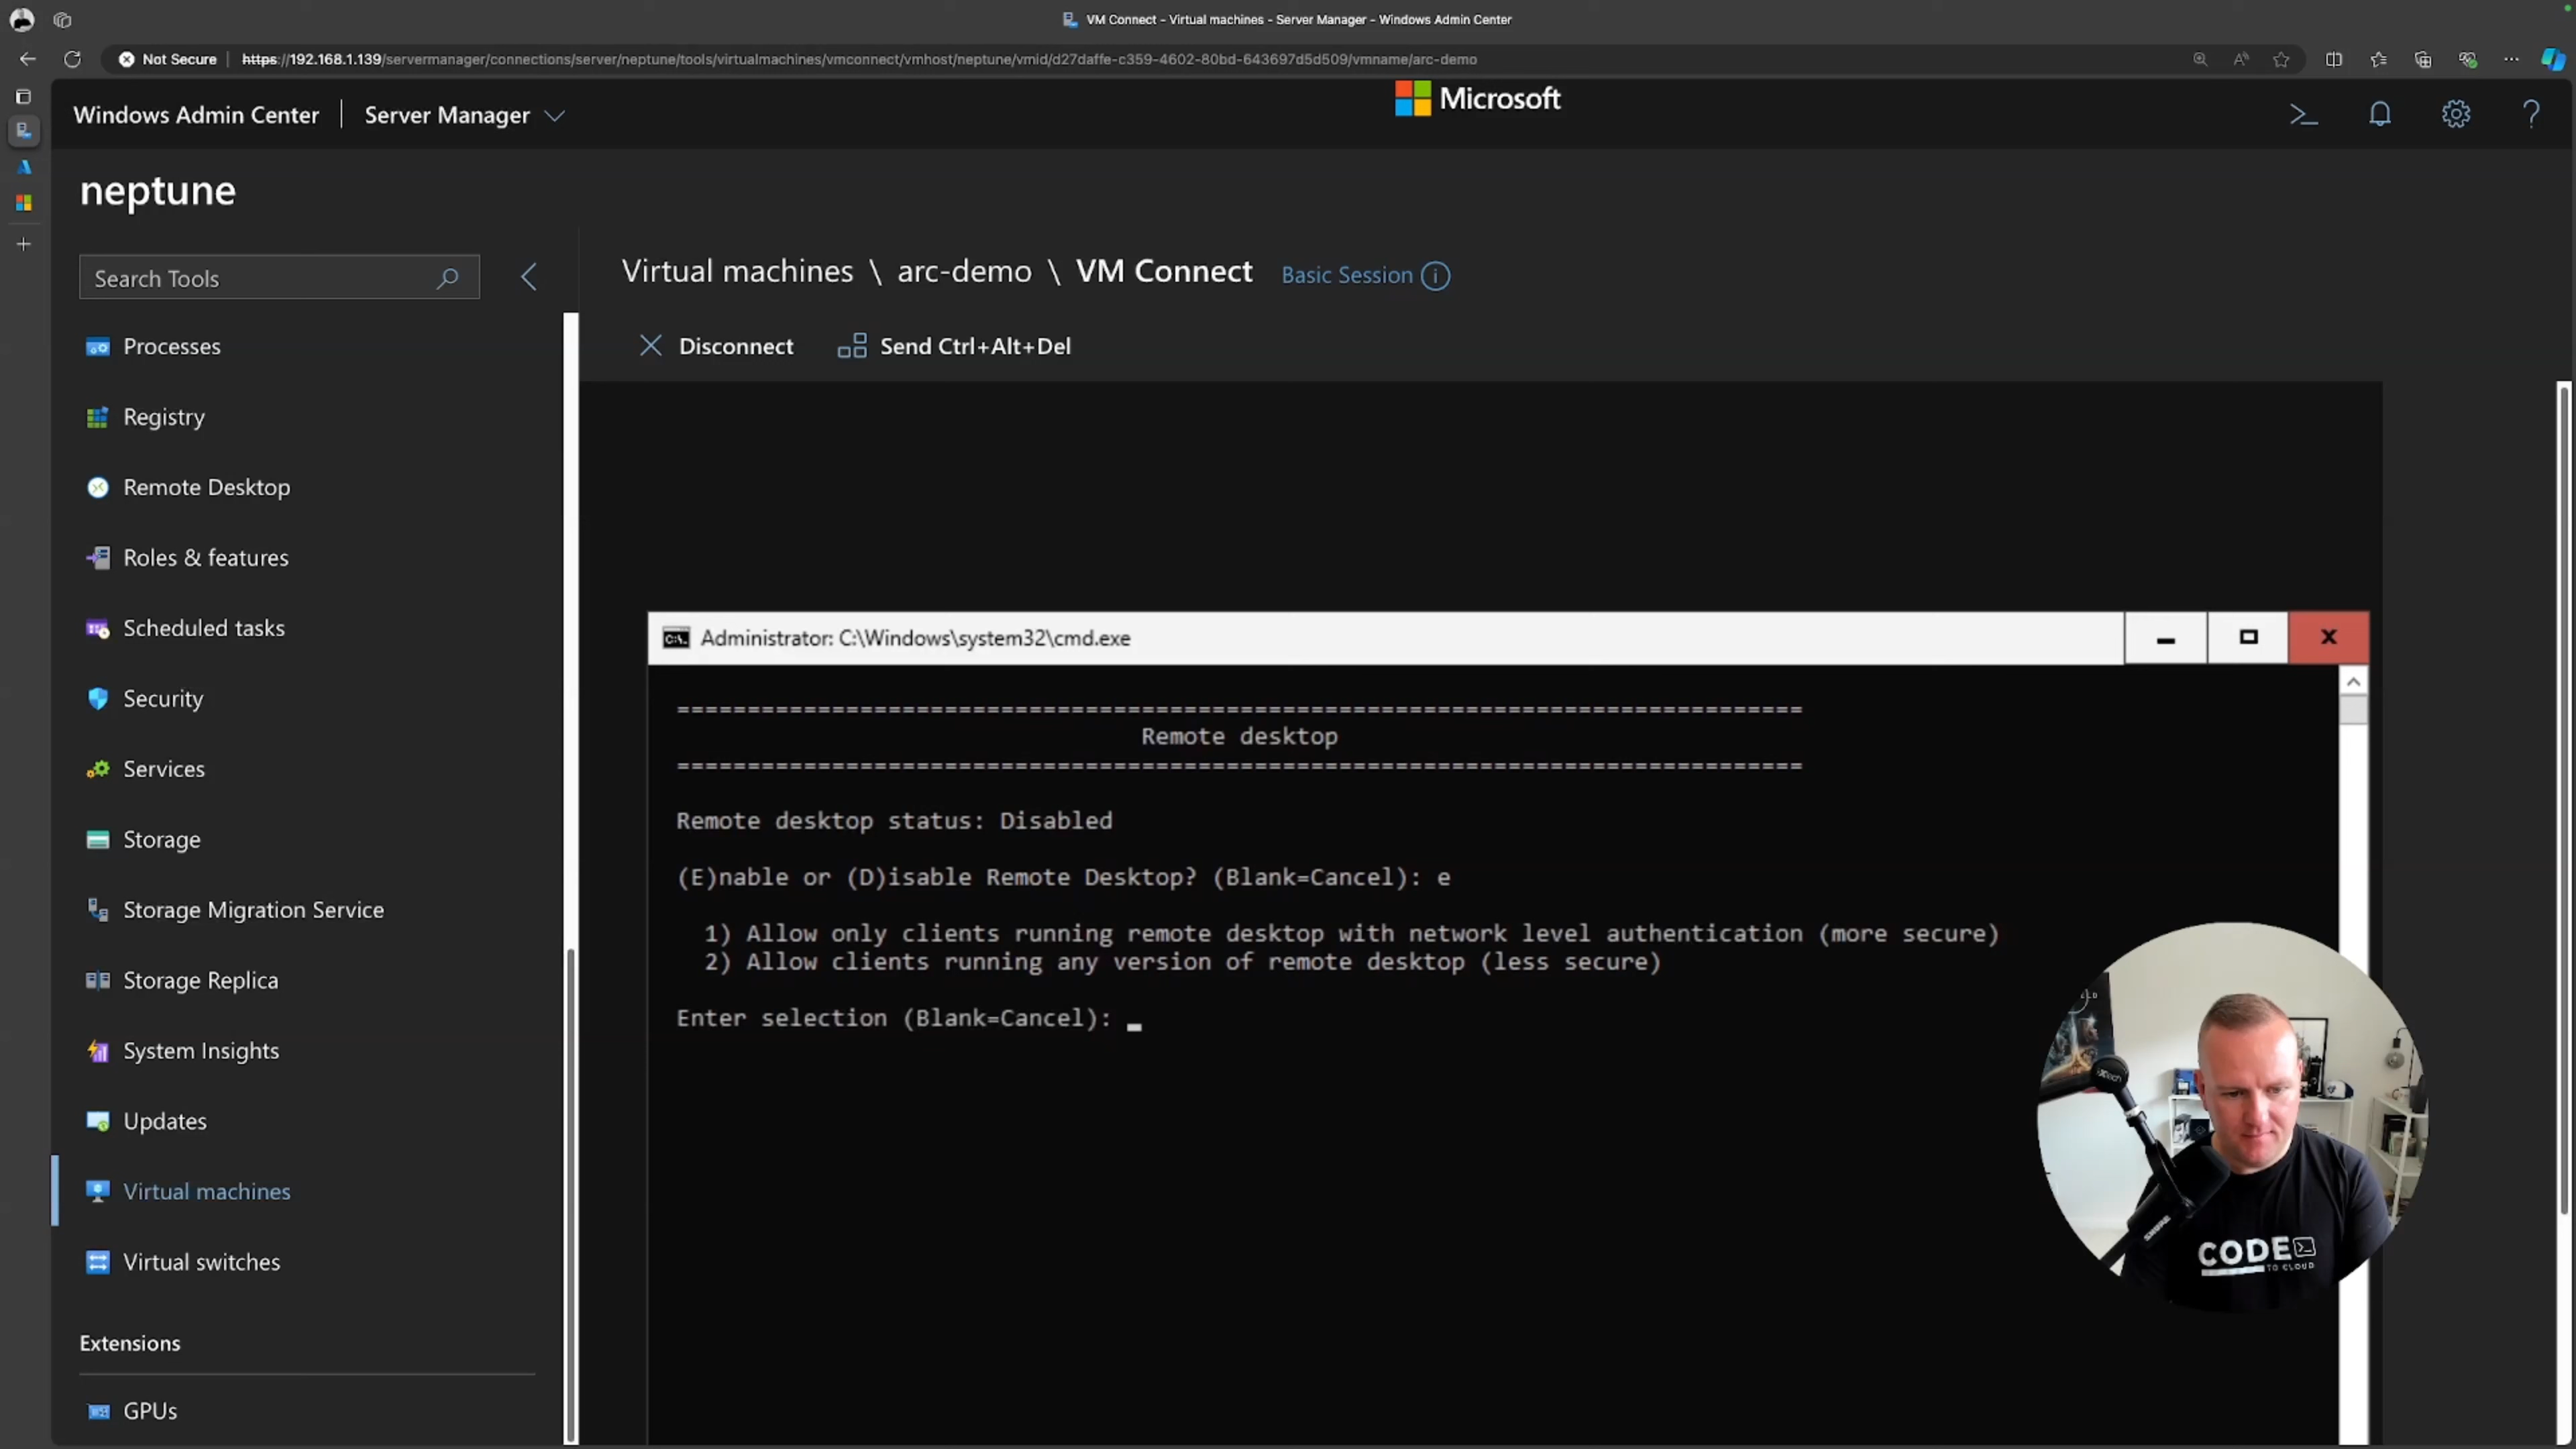 VM Connect - Virtual machines - Server Manager - Windows Admin Center
Not Secure https://192.168.1.139/servermanager/connections/server/neptune/tools/virtualmachines/vmconnect/vmhost/neptune/vmid/d27daffe-c359-4602-80bd-643697d5d509/vmname/arc-demo
Windows Admin Center
Server Manager
Microsoft
neptune
Search Tools
Processes
Registry
Remote Desktop
Roles & features
Scheduled tasks
Security
Services
Storage
Storage Migration Service
Storage Replica
System Insights
Updates
Virtual machines
Virtual switches
Extensions
GPUs
Virtual machines \ arc-demo \ VM Connect Basic Session
Disconnect
Send Ctrl+Alt+Del
Administrator: C:\Windows\system32\cmd.exe
================================================================================
Remote desktop
================================================================================
Remote desktop status: Disabled
(E)nable or (D)isable Remote Desktop? (Blank=Cancel): e
1) Allow only clients running remote desktop with network level authentication (more secure)
2) Allow clients running any version of remote desktop (less secure)
Enter selection (Blank=Cancel): _
CODE
TO CLOUD